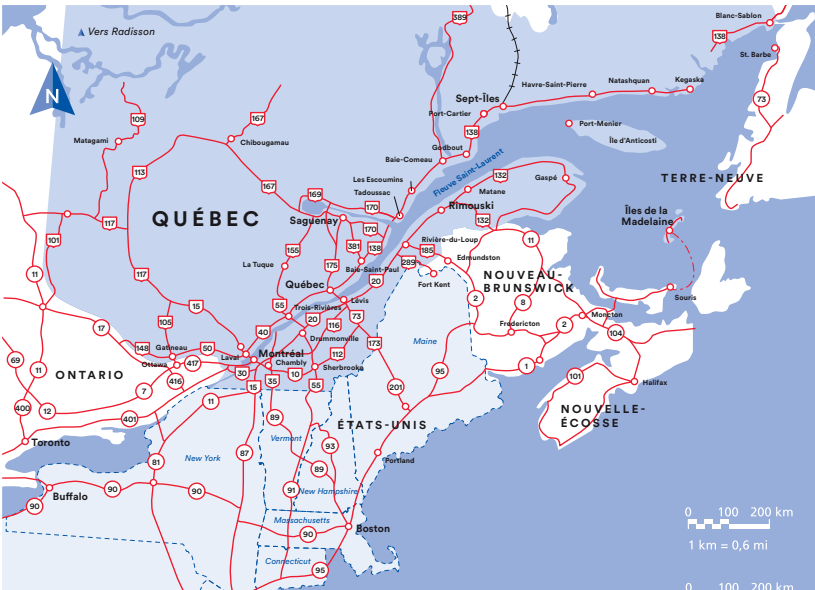 389
Blanc-Sablon
138
Vers Radisson
St. Barbe
N
109
167
Havre-Saint-Pierre
Natashquan
Kegaska
Sept-Îles
73
Port-Cartier
Port-Menier
Matagami
Chibougamau
138
Île d'Anticosti
Godbout
Baie-Comeau
Fleuve Saint-Laurent
113
132
Gaspé
TERRE-NEUVE
Les Escoumins
Tadoussac
167
169
Matane
170
Rimouski
QUÉBEC
Saguenay
132
Îles de la
Madelaine
117
170
101
155
381
138
Rivière-du-Loup
185
11
La Tuque
175
Baie-Saint-Paul
289
Edmundston
11
117
20
Fort Kent
NOUVEAU-
BRUNSWICK
Québec
Souris
15
55
Lévis
2
8
Trois-Rivières
105
20
116
73
Moncton
17
40
Fredericton
2
104
148
Gatineau
50
Drummonville
173
Maine
69
Laval
Montréal
112
Ottawa
417
Chambly
Sherbrooke
11
ONTARIO
30
10
95
1
101
416
15
35
55
Halifax
7
201
400
12
11
NOUVELLE-
ÉCOSSE
401
89
ÉTATS-UNIS
Toronto
Vermont
93
87
81
New York
89
Portland
Buffalo
90
90
91
New Hampshire
90
Massachusetts
Boston
90
0 100 200 km
1 km = 0,6 mi
Connecticut
95
0 100 200 km